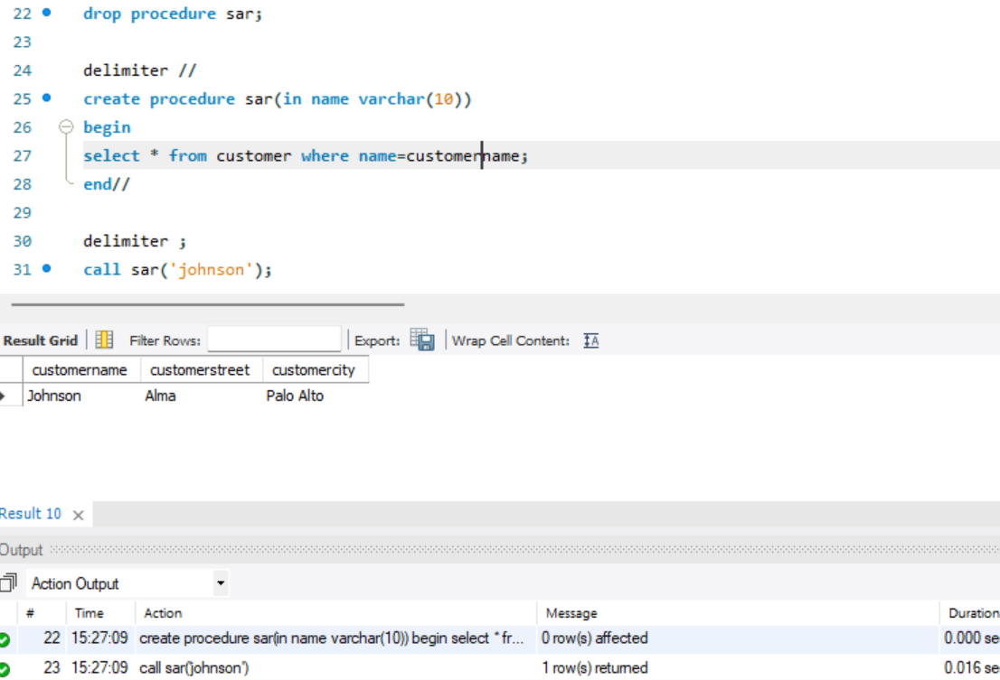 22 drop procedure sar;
23
24 delimiter //
25 create procedure sar(in name varchar(10))
26 begin
27 select * from customer where name=customername;
28 end//
29
30 delimiter ;
31 call sar('johnson');
Result Grid Filter Rows: Export: Wrap Cell Content:
customername customerstreet customercity
Johnson Alma Palo Alto
Result 10
Output
Action Output
# Time Action Message Duration
22 15:27:09 create procedure sar(in name varchar(10)) begin select * fr... 0 row(s) affected 0.000 se
23 15:27:09 call sar('johnson') 1 row(s) returned 0.016 se